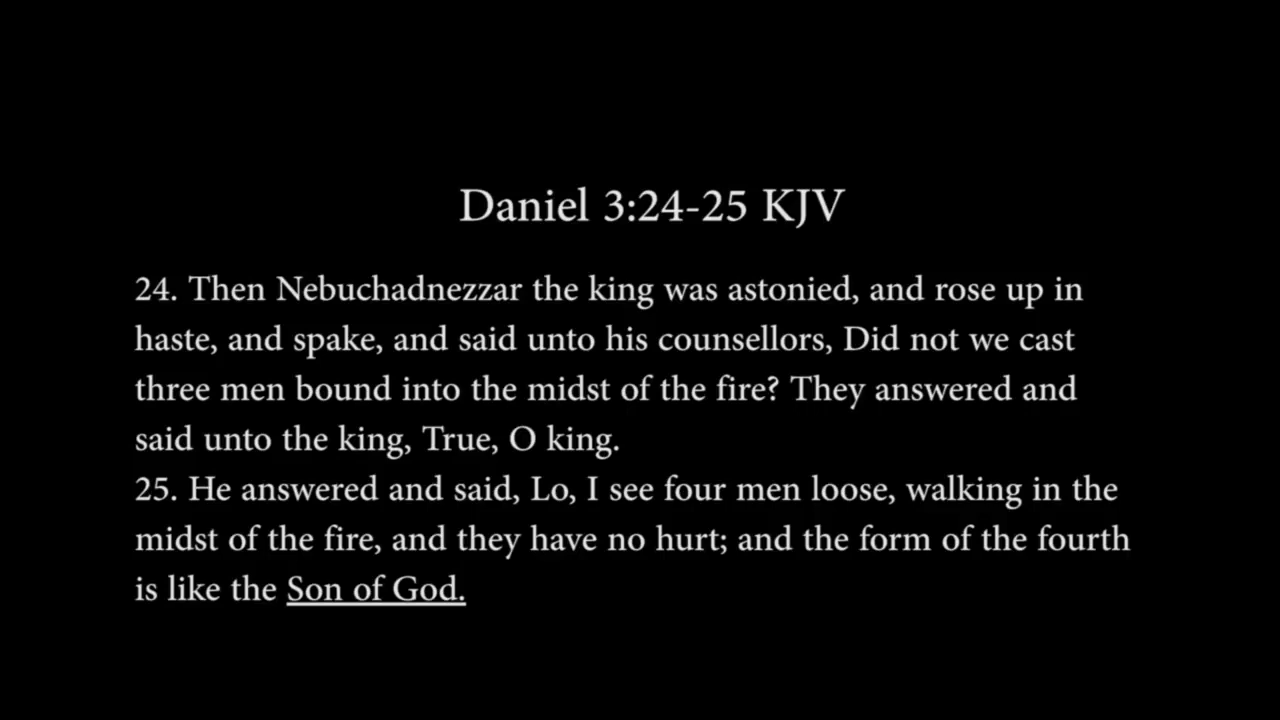 Daniel 3:24-25 KJV
24. Then Nebuchadnezzar the king was astonied, and rose up in
haste, and spake, and said unto his counsellors, Did not we cast
three men bound into the midst of the fire? They answered and
said unto the king, True, O king.
25. He answered and said, Lo, I see four men loose, walking in the
midst of the fire, and they have no hurt; and the form of the fourth
is like the Son of God.